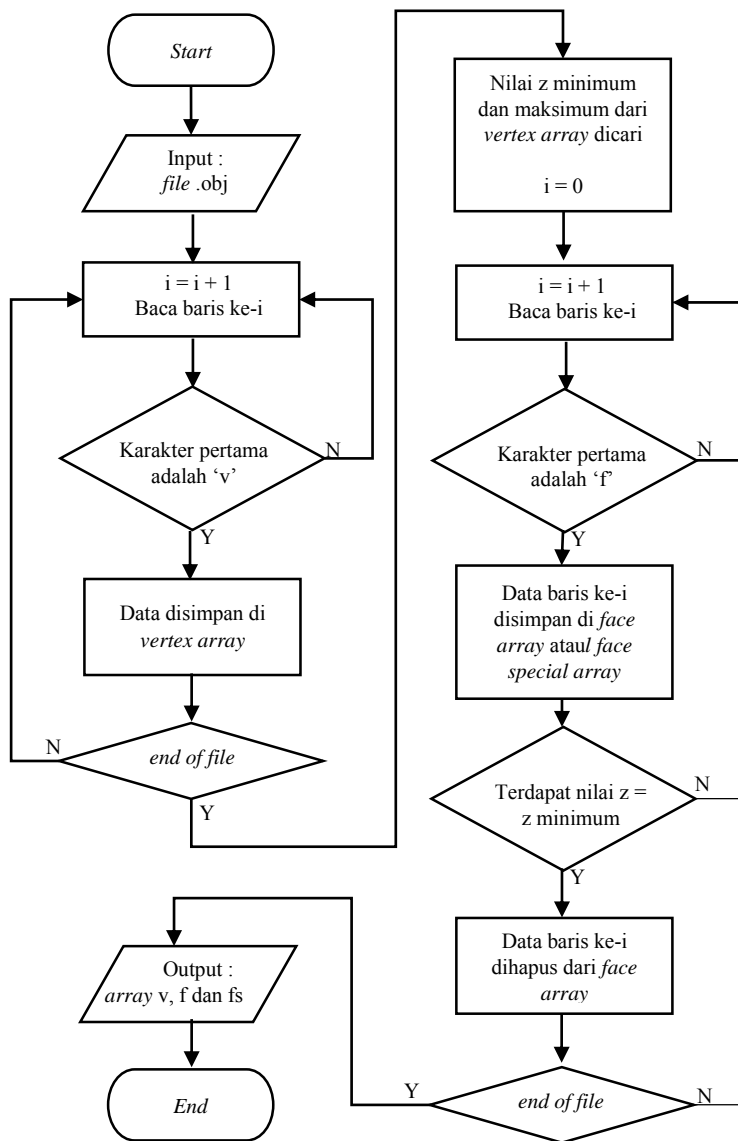 Start
Input :
file .obj
i = i + 1
Baca baris ke-i
Karakter pertama
adalah ‘v’
N
Y
Data disimpan di
vertex array
end of file
N
Y
Nilai z minimum
dan maksimum dari
vertex array dicari
i = 0
i = i + 1
Baca baris ke-i
Karakter pertama
adalah ‘f’
N
Y
Data baris ke-i
disimpan di face
array ataul face
special array
Terdapat nilai z =
z minimum
N
Y
Data baris ke-i
dihapus dari face
array
end of file
Y
N
Output :
array v, f dan fs
End